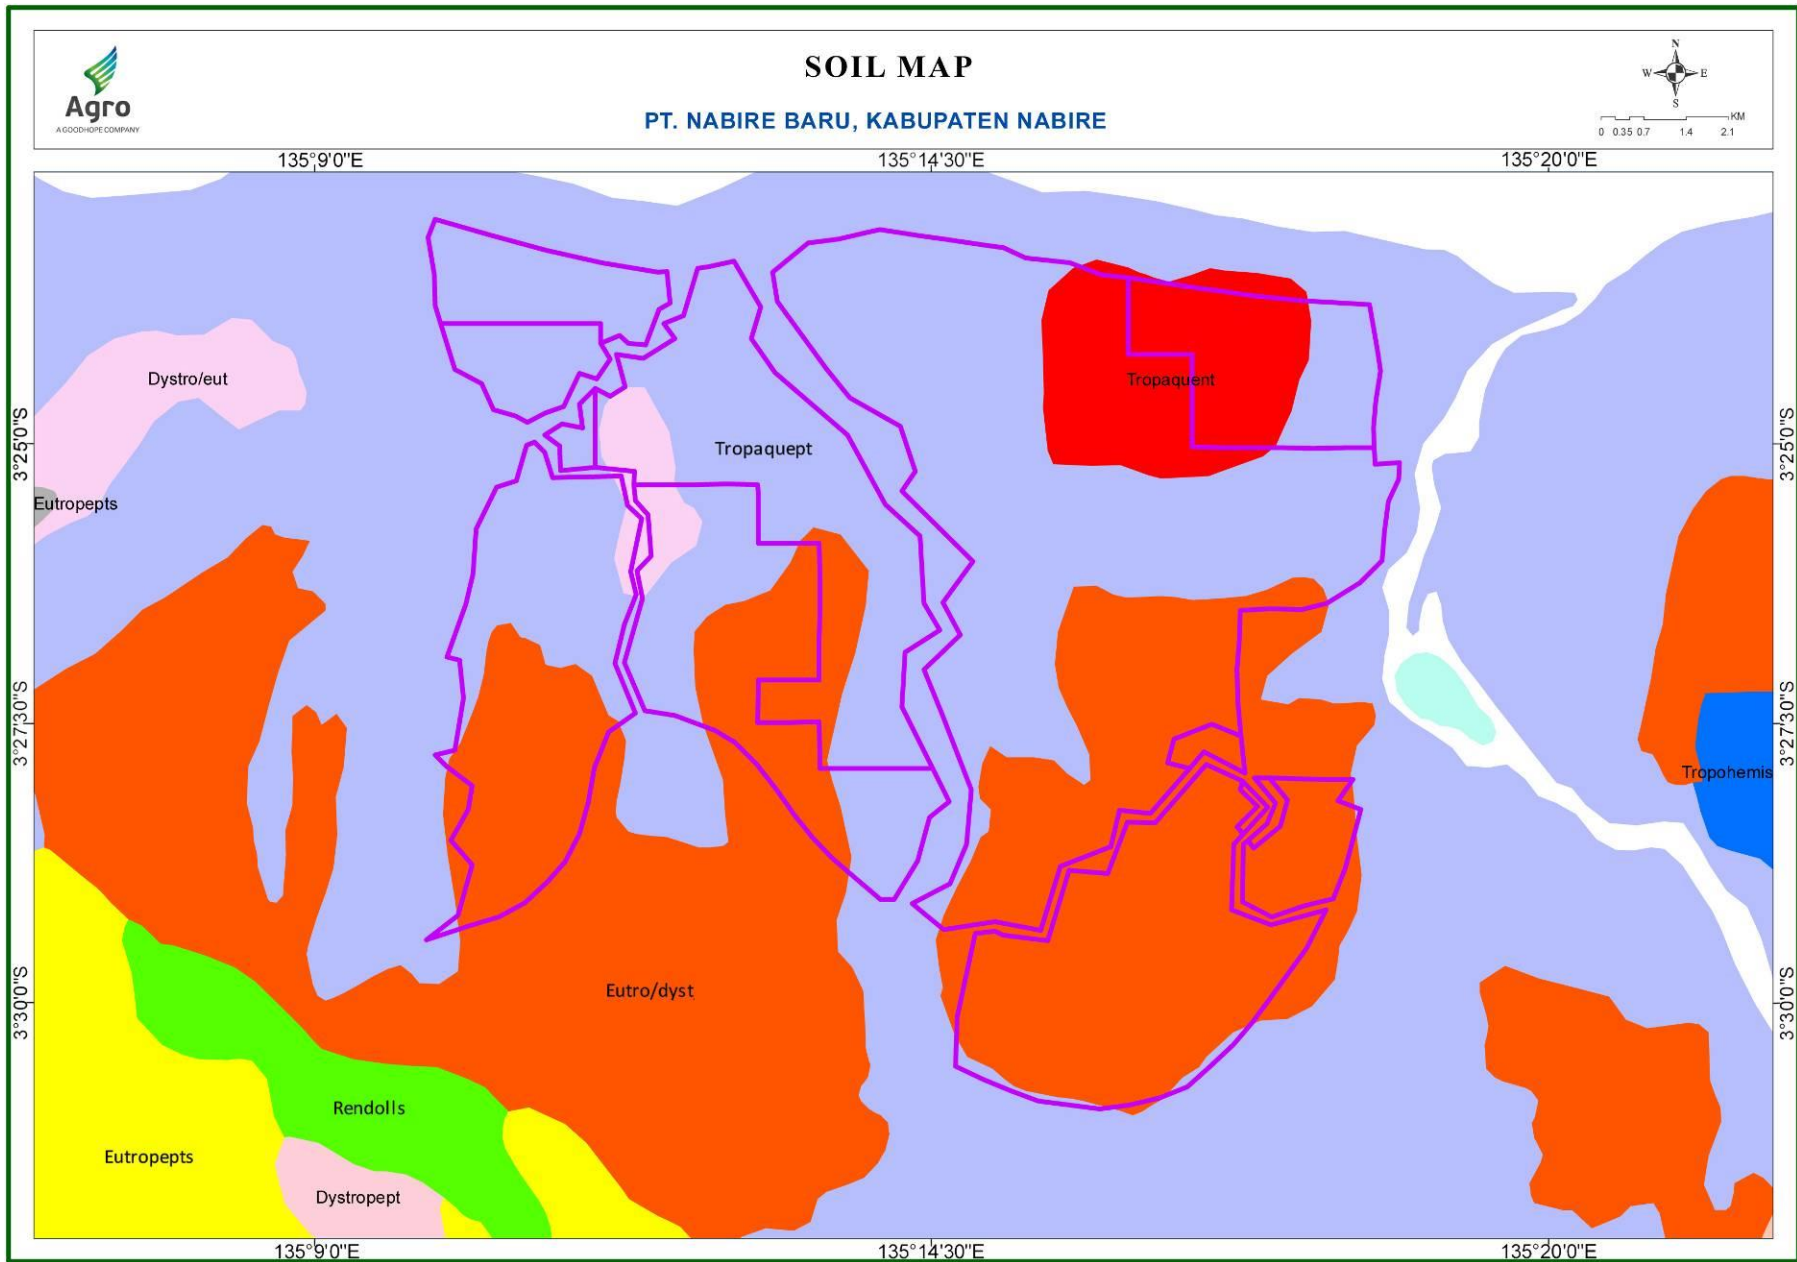 SOIL MAP
PT. NABIRE BARU, KABUPATEN NABIRE
Agro
A GOODHOPE COMPANY
N
W E
S
KM
0 0.35 0.7 1.4 2.1
135°9'0"E 135°14'30"E 135°20'0"E
Dystro/eut
Tropaquent
3°25'0"S
3°25'0"S
Tropaquept
Eutropepts
3°27'30"S
3°27'30"S
Tropohemis
Eutro/dyst
3°30'0"S
3°30'0"S
Rendolls
Eutropepts
Dystropept
135°9'0"E 135°14'30"E 135°20'0"E